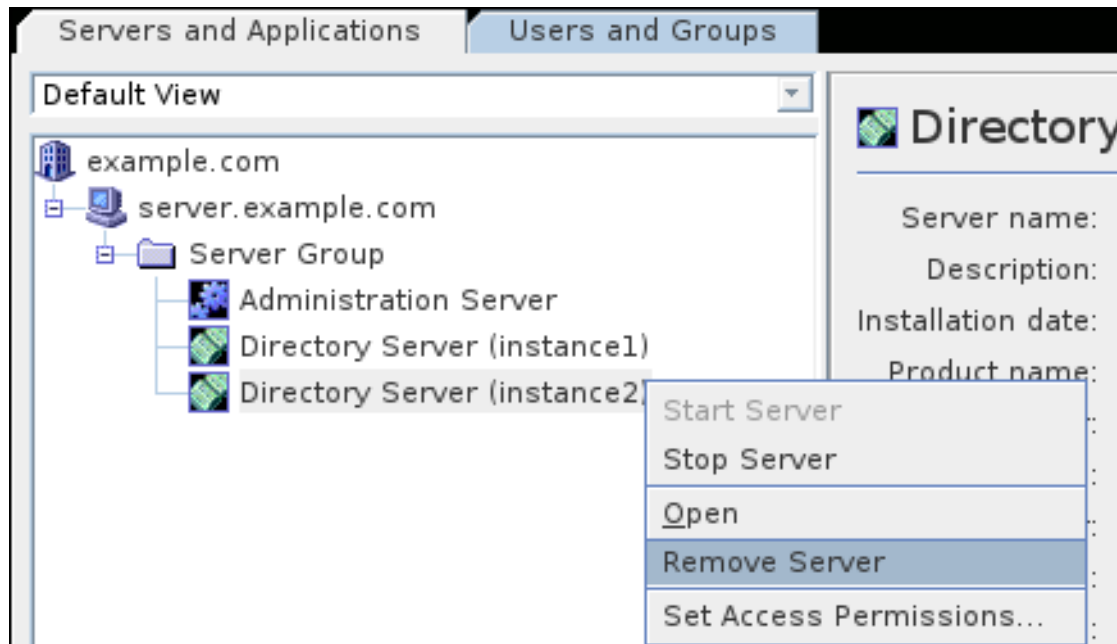 Servers and Applications
Users and Groups
Default View
example.com
server.example.com
Server Group
Administration Server
Directory Server (instance1)
Directory Server (instance2)
Directory
Server name:
Description:
Installation date:
Product name:
Start Server
Stop Server
Open
Remove Server
Set Access Permissions...